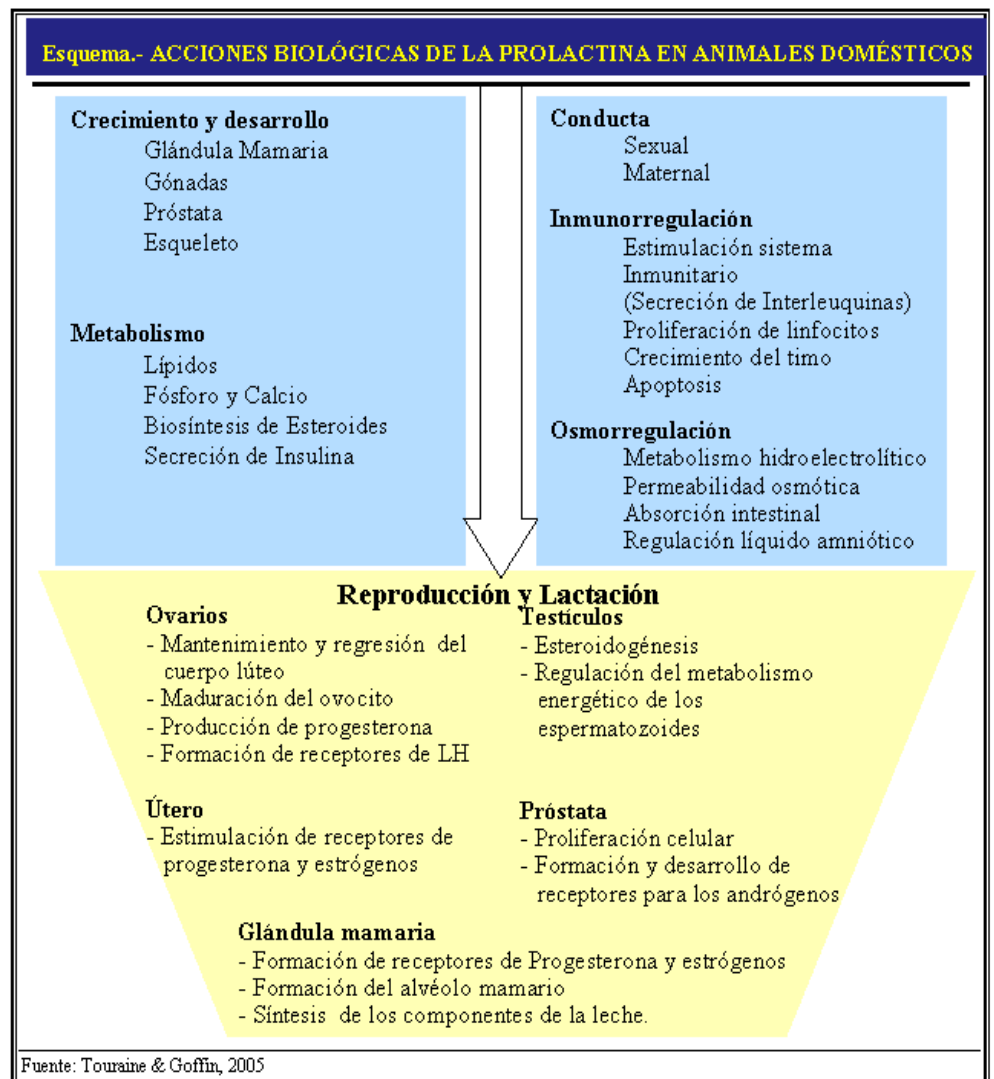 Esquema.- ACCIONES BIOLÓGICAS DE LA PROLACTINA EN ANIMALES DOMÉSTICOS
Crecimiento y desarrollo
Glándula Mamaria
Gónadas
Próstata
Esqueleto
Metabolismo
Lípidos
Fósforo y Calcio
Biosíntesis de Esteroides
Secreción de Insulina
Conducta
Sexual
Maternal
Inmunorregulación
Estimulación sistema
Inmunitario
(Secreción de Interleuquinas)
Proliferación de linfocitos
Crecimiento del timo
Apoptosis
Osmorregulación
Metabolismo hidroelectrolítico
Permeabilidad osmótica
Absorción intestinal
Regulación líquido amniótico
Reproducción y Lactación
Ovarios
- Mantenimiento y regresión del
cuerpo lúteo
- Maduración del ovocito
- Producción de progesterona
- Formación de receptores de LH
Testículos
- Esteroidogénesis
- Regulación del metabolismo
energético de los
espermatozoides
Útero
- Estimulación de receptores de
progesterona y estrógenos
Próstata
- Proliferación celular
- Formación y desarrollo de
receptores para los andrógenos
Glándula mamaria
- Formación de receptores de Progesterona y estrógenos
- Formación del alvéolo mamario
- Síntesis de los componentes de la leche.
Fuente: Touraine & Goffin, 2005